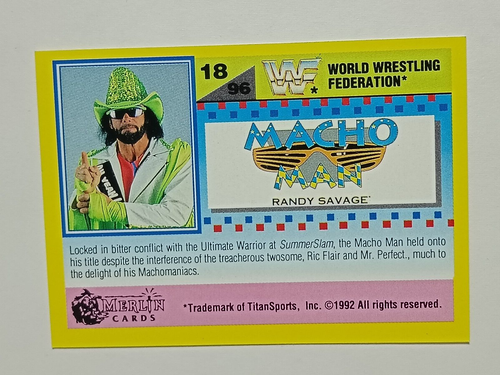 18
96
WF
*
WORLD WRESTLING
FEDERATION*
MACHO
MAN
RANDY SAVAGE*
Locked in bitter conflict with the Ultimate Warrior at SummerSlam, the Macho Man held onto
his title despite the interference of the treacherous twosome, Ric Flair and Mr. Perfect., much to
the delight of his Machomaniacs.
MERLIN
CARDS
*Trademark of TitanSports, Inc. ©1992 All rights reserved.